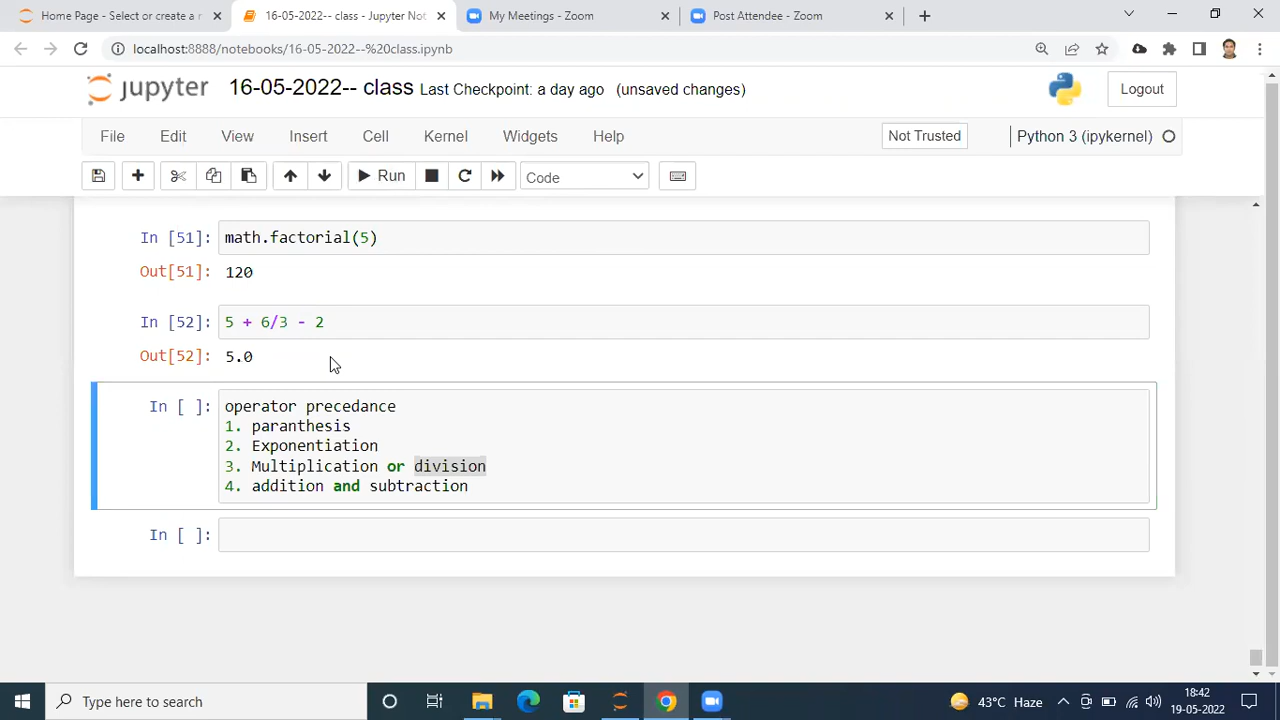 Home Page - Select or create a n
16-05-2022-- class - Jupyter Not
My Meetings - Zoom
Post Attendee - Zoom
localhost:8888/notebooks/16-05-2022--%20class.ipynb
jupyter 16-05-2022-- class Last Checkpoint: a day ago (unsaved changes)
Logout
File Edit View Insert Cell Kernel Widgets Help
Not Trusted
Python 3 (ipykernel)
Run
Code
In [51]: math.factorial(5)
Out[51]: 120
In [52]: 5 + 6/3 - 2
Out[52]: 5.0
In [ ]: operator precedance
1. paranthesis
2. Exponentiation
3. Multiplication or division
4. addition and subtraction
In [ ]:
Type here to search
43°C Haze
18:42
19-05-2022